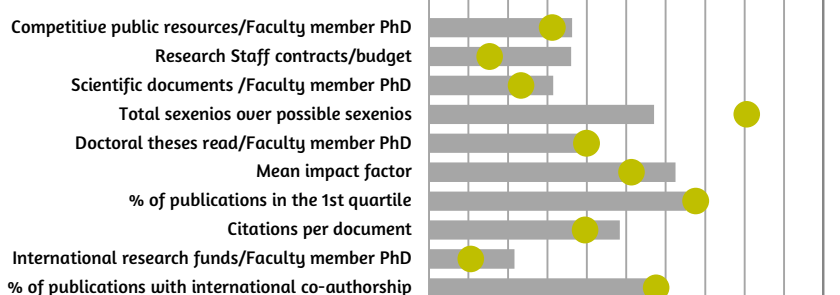 Competitive public resources/Faculty member PhD
Research Staff contracts/budget
Scientific documents /Faculty member PhD
Total sexenios over possible sexenios
Doctoral theses read/Faculty member PhD
Mean impact factor
% of publications in the 1st quartile
Citations per document
International research funds/Faculty member PhD
% of publications with international co-authorship